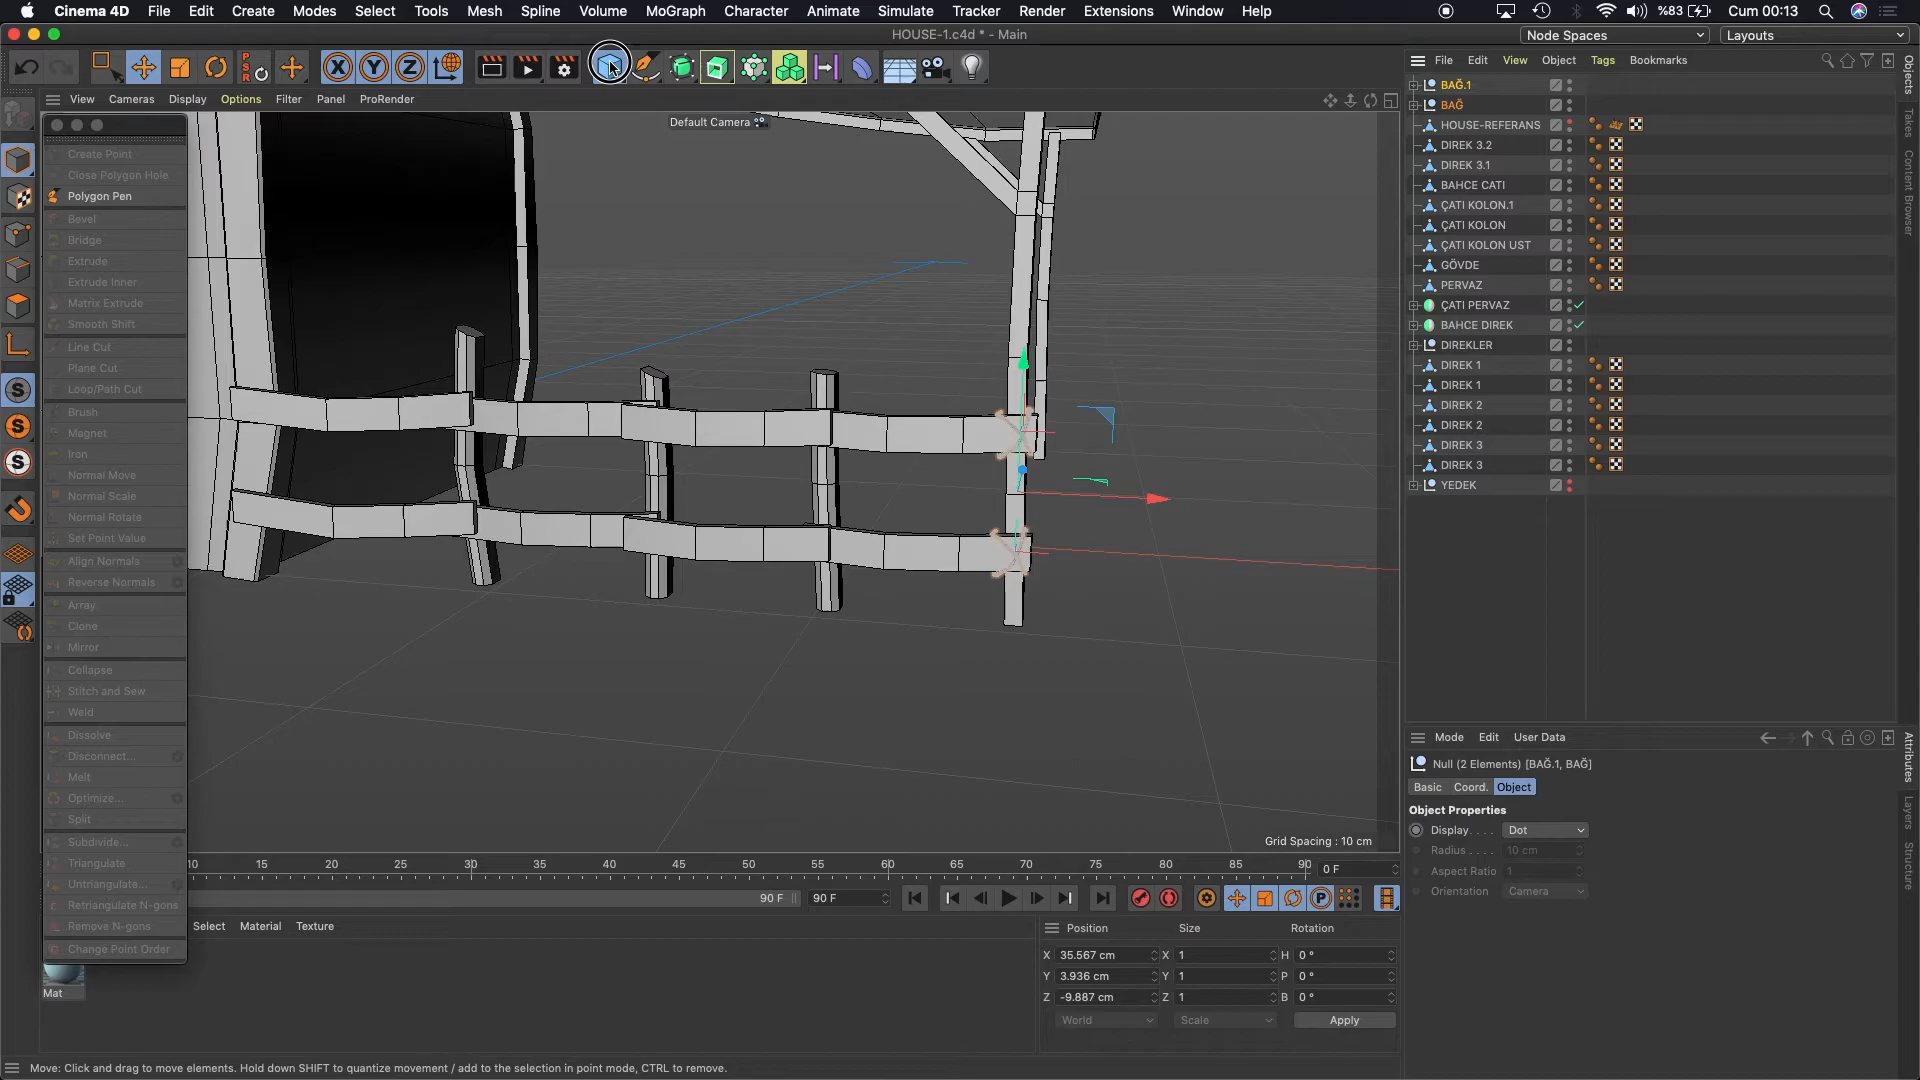 Cinema 4D File Edit Create Modes Select Tools Mesh Spline Volume MoGraph Character Animate Simulate Tracker Render Extensions Window Help %83 Cum 00:13
HOUSE-1.c4d * - Main
Node Spaces
Layouts
File Edit View Object Tags Bookmarks
View Cameras Display Options Filter Panel ProRender
Default Camera
Create Point
Close Polygon Hole
Polygon Pen
Bevel
Bridge
Extrude
Extrude Inner
Matrix Extrude
Smooth Shift
Line Cut
Plane Cut
Loop/Path Cut
Brush
Magnet
Iron
Normal Move
Normal Scale
Normal Rotate
Set Point Value
Align Normals
Reverse Normals
Array
Clone
Mirror
Collapse
Stitch and Sew
Weld
Dissolve
Disconnect...
Melt
Optimize...
Split
Subdivide...
Triangulate
Untriangulate...
Retriangulate N-gons
Remove N-gons
Change Point Order
BAĞ.1
BAĞ
HOUSE-REFERANS
DIREK 3.2
DIREK 3.1
BAHCE CATI
ÇATI KOLON.1
ÇATI KOLON
ÇATI KOLON UST
GÖVDE
PERVAZ
ÇATI PERVAZ
BAHCE DIREK
DIREKLER
DIREK 1
DIREK 1
DIREK 2
DIREK 2
DIREK 3
DIREK 3
YEDEK
Objects
Takes
Content Browser
Mode Edit User Data
Null (2 Elements) [BAĞ.1, BAĞ]
Basic Coord. Object
Object Properties
Display. . . . Dot
Radius . . . . 10 cm
Aspect Ratio 1
Orientation Camera
Attributes
Layers
Structure
Grid Spacing : 10 cm
10 15 20 25 30 35 40 45 50 55 60 65 70 75 80 85 90 0 F
90 F 90 F
Select Material Texture
Mat
Position Size Rotation
X 35.567 cm X 1 H 0 °
Y 3.936 cm Y 1 P 0 °
Z -9.887 cm Z 1 B 0 °
World Scale Apply
Move: Click and drag to move elements. Hold down SHIFT to quantize movement / add to the selection in point mode, CTRL to remove.